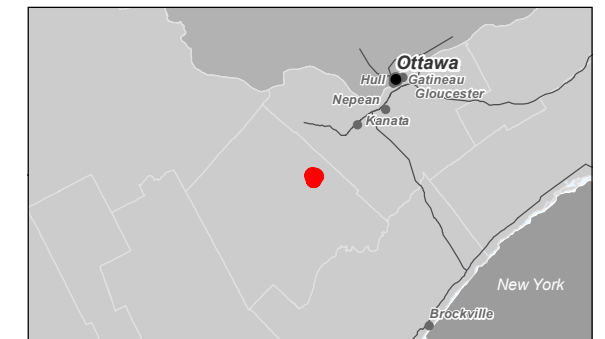 Ottawa
Hull
Gatineau
Gloucester
Nepean
Kanata
New York
Brockville